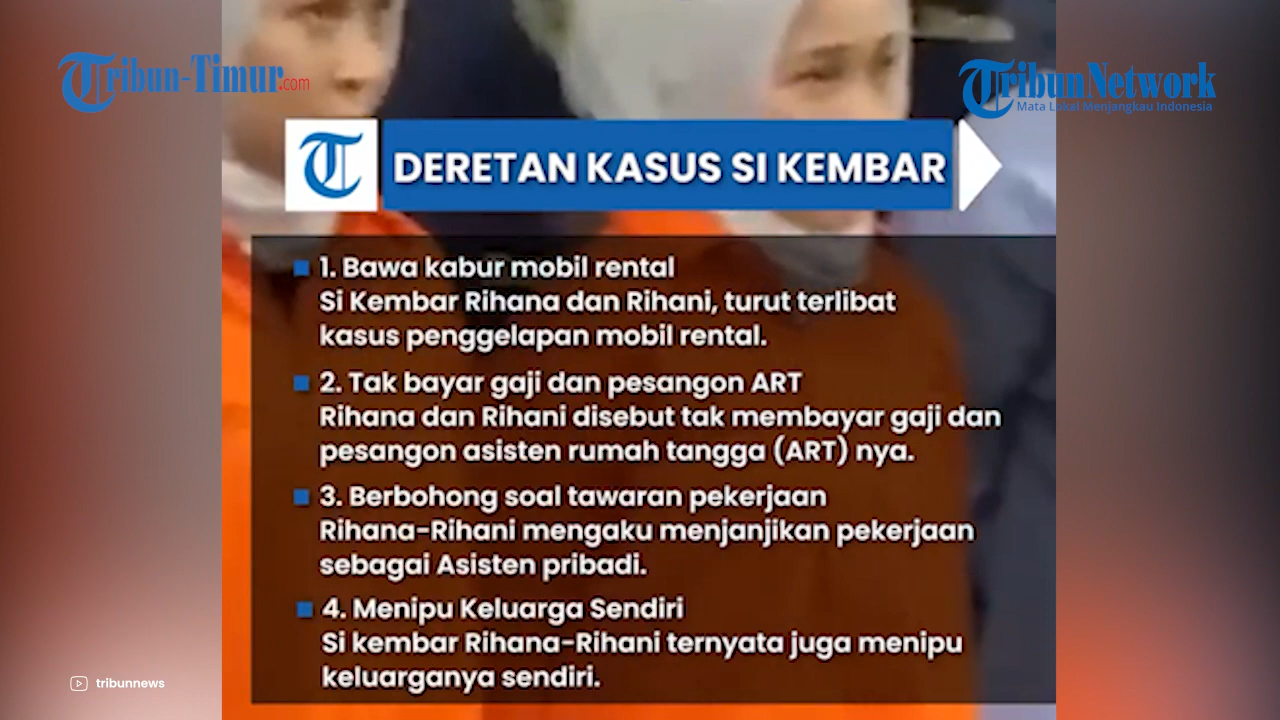 Tribun-Timur.com
TribunNetwork
Mata Lokal Menjangkau Indonesia
T
DERETAN KASUS SI KEMBAR
1. Bawa kabur mobil rental
Si Kembar Rihana dan Rihani, turut terlibat
kasus penggelapan mobil rental.
2. Tak bayar gaji dan pesangon ART
Rihana dan Rihani disebut tak membayar gaji dan
pesangon asisten rumah tangga (ART) nya.
3. Berbohong soal tawaran pekerjaan
Rihana-Rihani mengaku menjanjikan pekerjaan
sebagai Asisten pribadi.
4. Menipu Keluarga Sendiri
Si kembar Rihana-Rihani ternyata juga menipu
keluarganya sendiri.
tribunnews